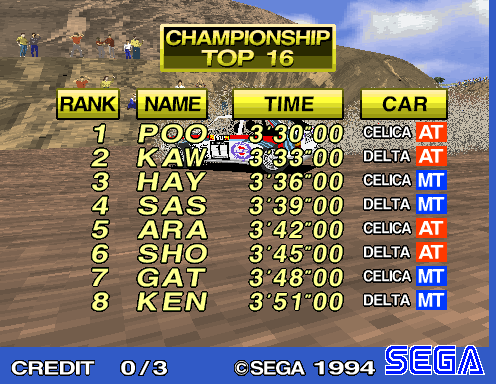 CHAMPIONSHIP
TOP 16
RANK NAME TIME CAR
1 POO 3'30"00 CELICA AT
2 KAW 3'33"00 DELTA AT
3 HAY 3'36"00 CELICA MT
4 SAS 3'39"00 DELTA MT
5 ARA 3'42"00 CELICA AT
6 SHO 3'45"00 DELTA AT
7 GAT 3'48"00 CELICA MT
8 KEN 3'51"00 DELTA MT
CREDIT 0/3 ©SEGA 1994 SEGA